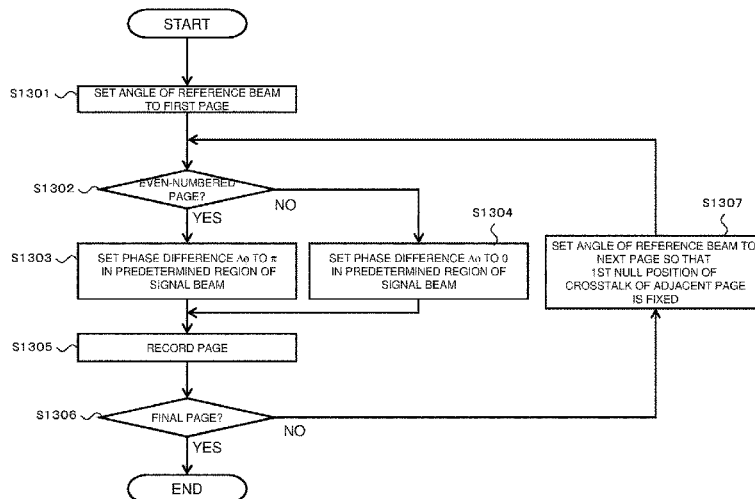 START
S1301
SET ANGLE OF REFERENCE BEAM
TO FIRST PAGE
S1302
EVEN-NUMBERED
PAGE?
NO
YES
S1303
SET PHASE DIFFERENCE Δφ TO π
IN PREDETERMINED REGION OF
SIGNAL BEAM
S1304
SET PHASE DIFFERENCE Δφ TO 0
IN PREDETERMINED REGION OF
SIGNAL BEAM
S1307
SET ANGLE OF REFERENCE BEAM TO
NEXT PAGE SO THAT
1ST NULL POSITION OF
CROSSTALK OF ADJACENT PAGE
IS FIXED
S1305
RECORD PAGE
S1306
FINAL PAGE?
NO
YES
END